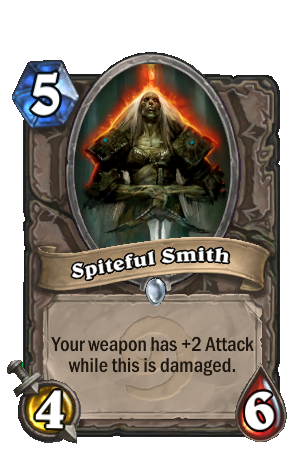 5
Spiteful Smith
Your weapon has +2 Attack
while this is damaged.
4
6